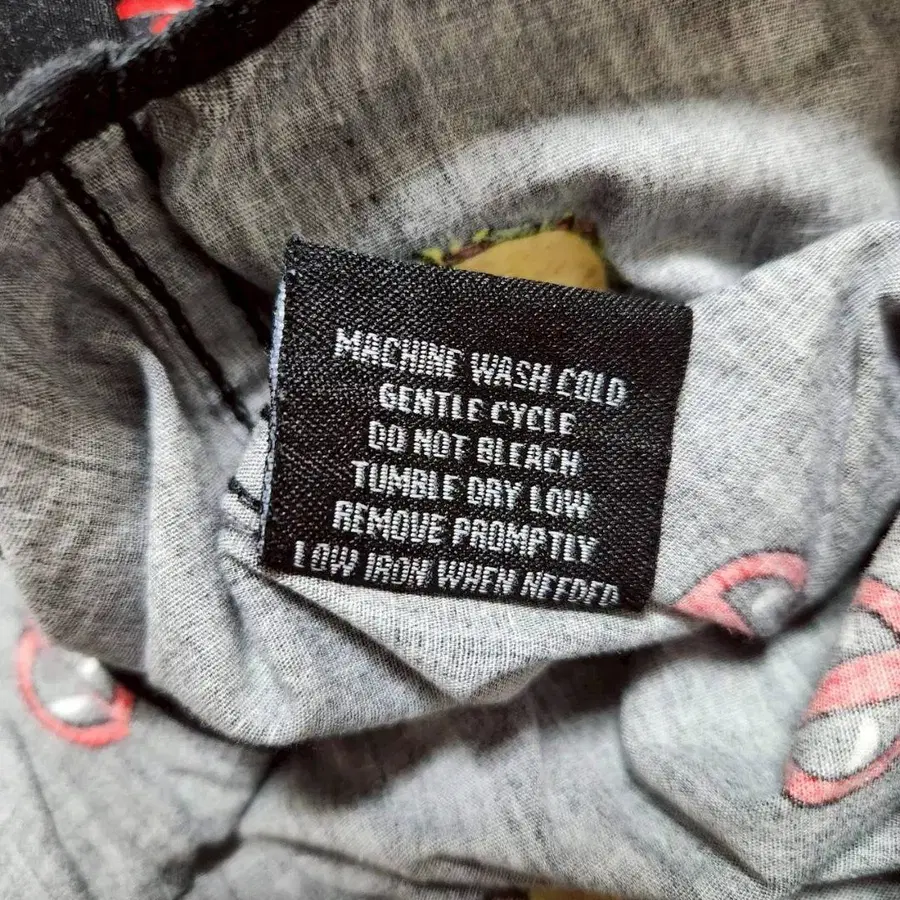 MACHINE WASH COLD
GENTLE CYCLE
DO NOT BLEACH
TUMBLE DRY LOW
REMOVE PROMPTLY
LOW IRON WHEN NEEDED